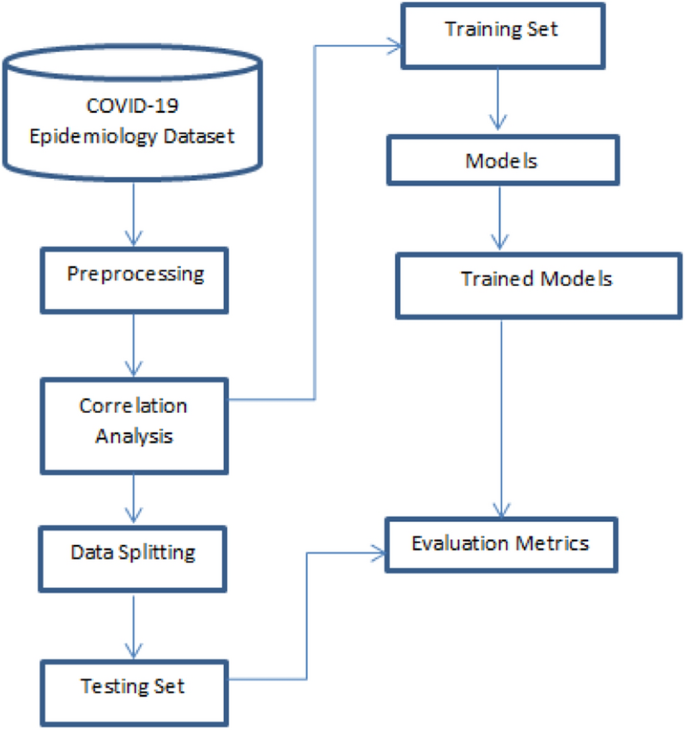 COVID-19
Epidemiology Dataset
Preprocessing
Correlation
Analysis
Data Splitting
Testing Set
Training Set
Models
Trained Models
Evaluation Metrics